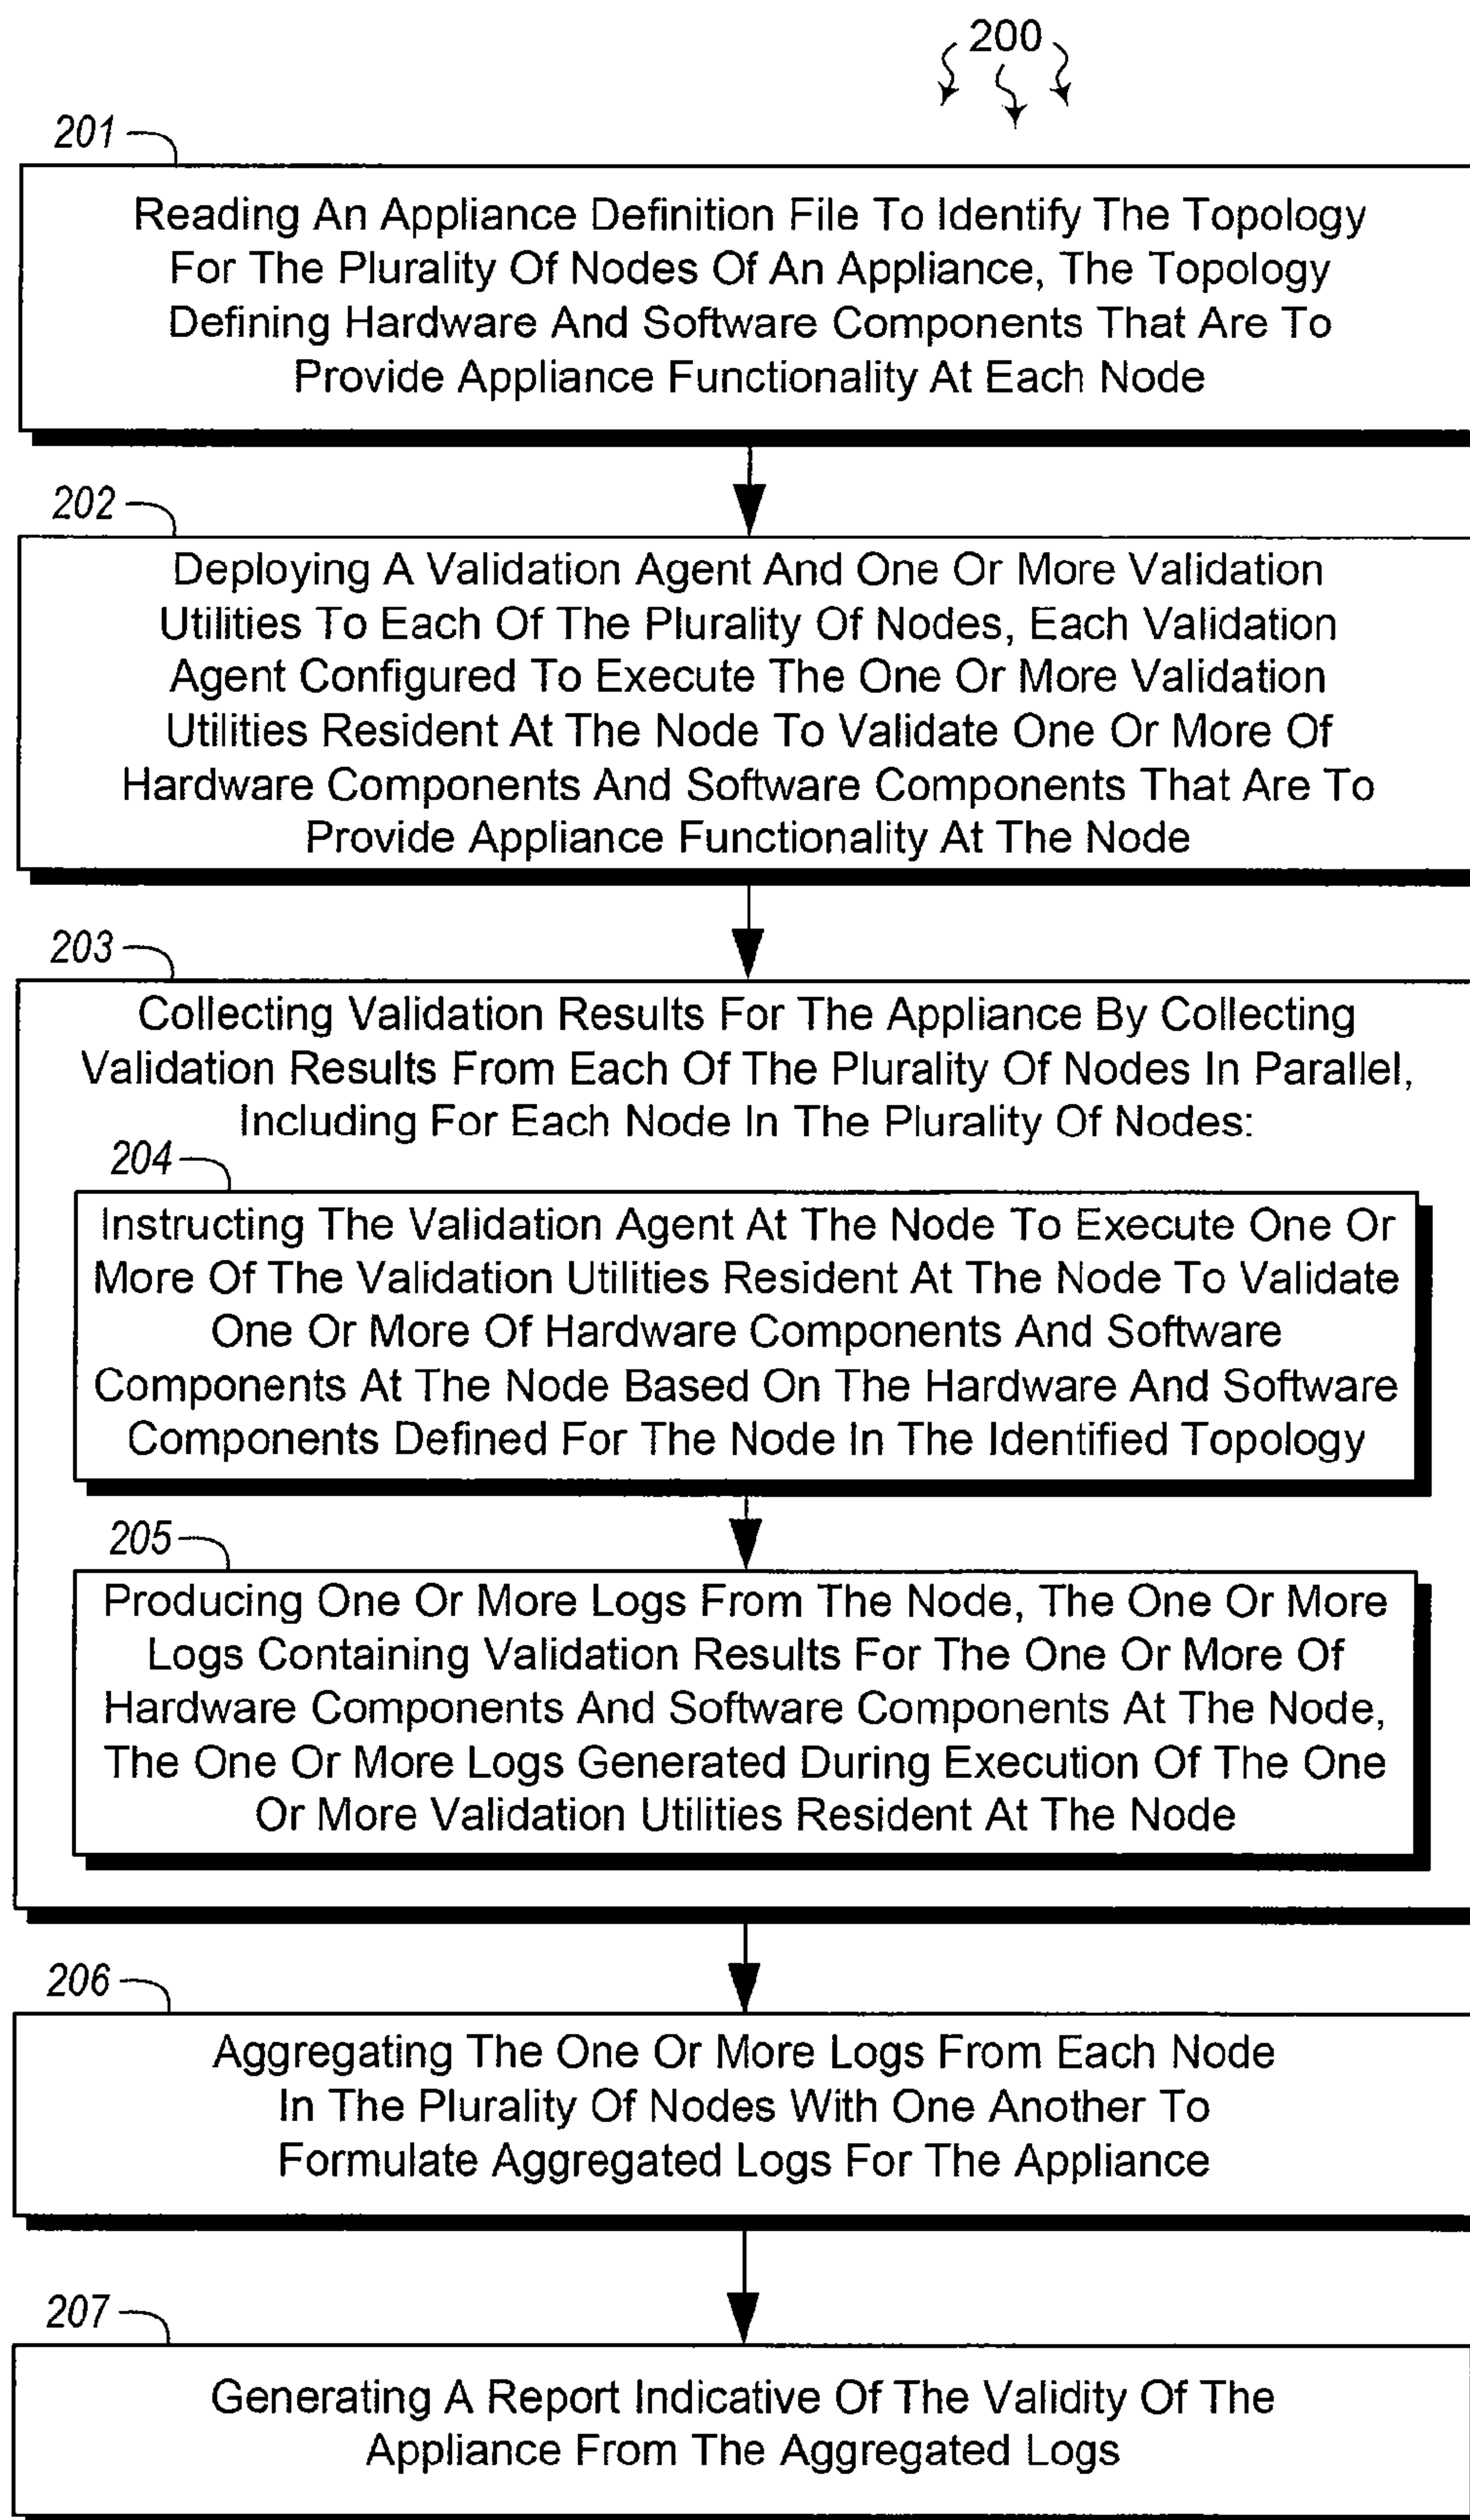 200
201
Reading An Appliance Definition File To Identify The Topology
For The Plurality Of Nodes Of An Appliance, The Topology
Defining Hardware And Software Components That Are To
Provide Appliance Functionality At Each Node
202
Deploying A Validation Agent And One Or More Validation
Utilities To Each Of The Plurality Of Nodes, Each Validation
Agent Configured To Execute The One Or More Validation
Utilities Resident At The Node To Validate One Or More Of
Hardware Components And Software Components That Are To
Provide Appliance Functionality At The Node
203
Collecting Validation Results For The Appliance By Collecting
Validation Results From Each Of The Plurality Of Nodes In Parallel,
Including For Each Node In The Plurality Of Nodes:
204
Instructing The Validation Agent At The Node To Execute One Or
More Of The Validation Utilities Resident At The Node To Validate
One Or More Of Hardware Components And Software
Components At The Node Based On The Hardware And Software
Components Defined For The Node In The Identified Topology
205
Producing One Or More Logs From The Node, The One Or More
Logs Containing Validation Results For The One Or More Of
Hardware Components And Software Components At The Node,
The One Or More Logs Generated During Execution Of The One
Or More Validation Utilities Resident At The Node
206
Aggregating The One Or More Logs From Each Node
In The Plurality Of Nodes With One Another To
Formulate Aggregated Logs For The Appliance
207
Generating A Report Indicative Of The Validity Of The
Appliance From The Aggregated Logs